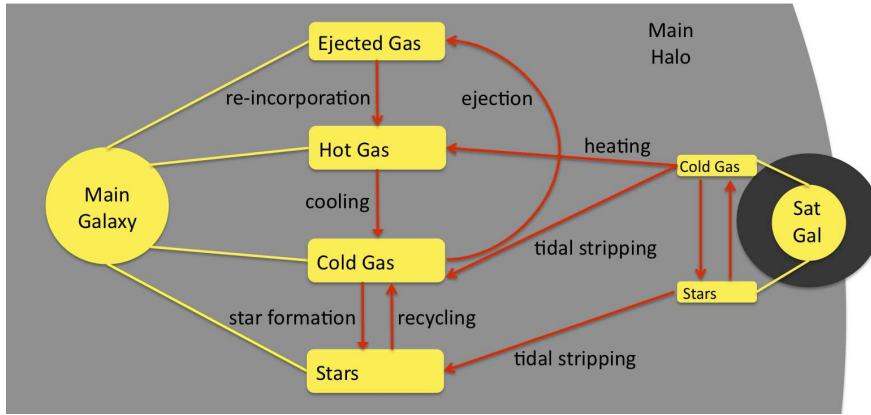 Ejected Gas
Main
Halo
re-incorporation
ejection
Hot Gas
heating
Cold Gas
Main
Galaxy
cooling
Sat
Gal
Cold Gas
tidal stripping
Stars
star formation
recycling
tidal stripping
Stars